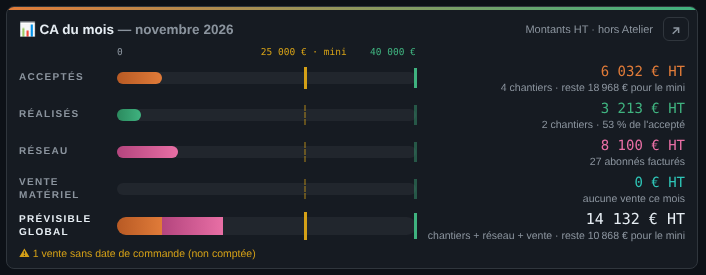 📊 CA du mois — novembre 2026
Montants HT · hors Atelier ↗
0 25 000 € · mini 40 000 €
ACCEPTÉS
6 032 € HT
4 chantiers · reste 18 968 € pour le mini
RÉALISÉS
3 213 € HT
2 chantiers · 53 % de l'accepté
RÉSEAU
8 100 € HT
27 abonnés facturés
VENTE
MATÉRIEL
0 € HT
aucune vente ce mois
PRÉVISIBLE
GLOBAL
14 132 € HT
chantiers + réseau + vente · reste 10 868 € pour le mini
⚠ 1 vente sans date de commande (non comptée)